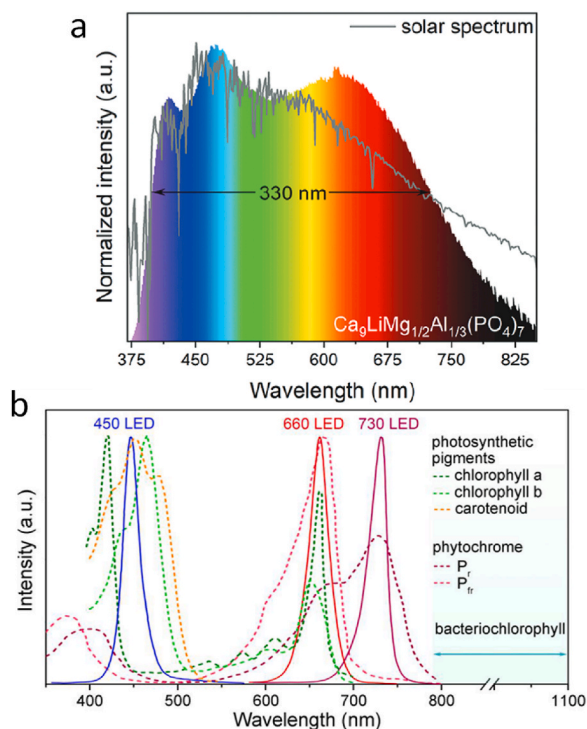 a
solar spectrum
Normalized intensity (a.u.)
330 nm
Ca9LiMg1/2Al1/3(PO4)7
375 450 525 600 675 750 825
Wavelength (nm)
b
450 LED 660 LED 730 LED
Intensity (a.u.)
photosynthetic
pigments
chlorophyll a
chlorophyll b
carotenoid
phytochrome
Pr
Pfr
bacteriochlorophyll
400 500 600 700 800 1100
Wavelength (nm)